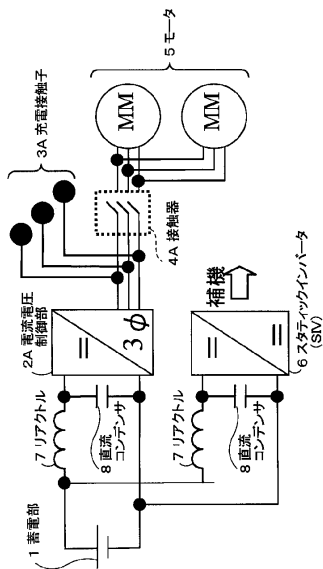 1 蓄電部
7 リアクトル
8 直流
コンデンサ
2A 電流電圧
制御部
=
3φ
3A 充電接触子
4A 接触器
MM
MM
5 モータ
7 リアクトル
8 直流
コンデンサ
=
=
補機
6 スタティックインバータ
(SIV)